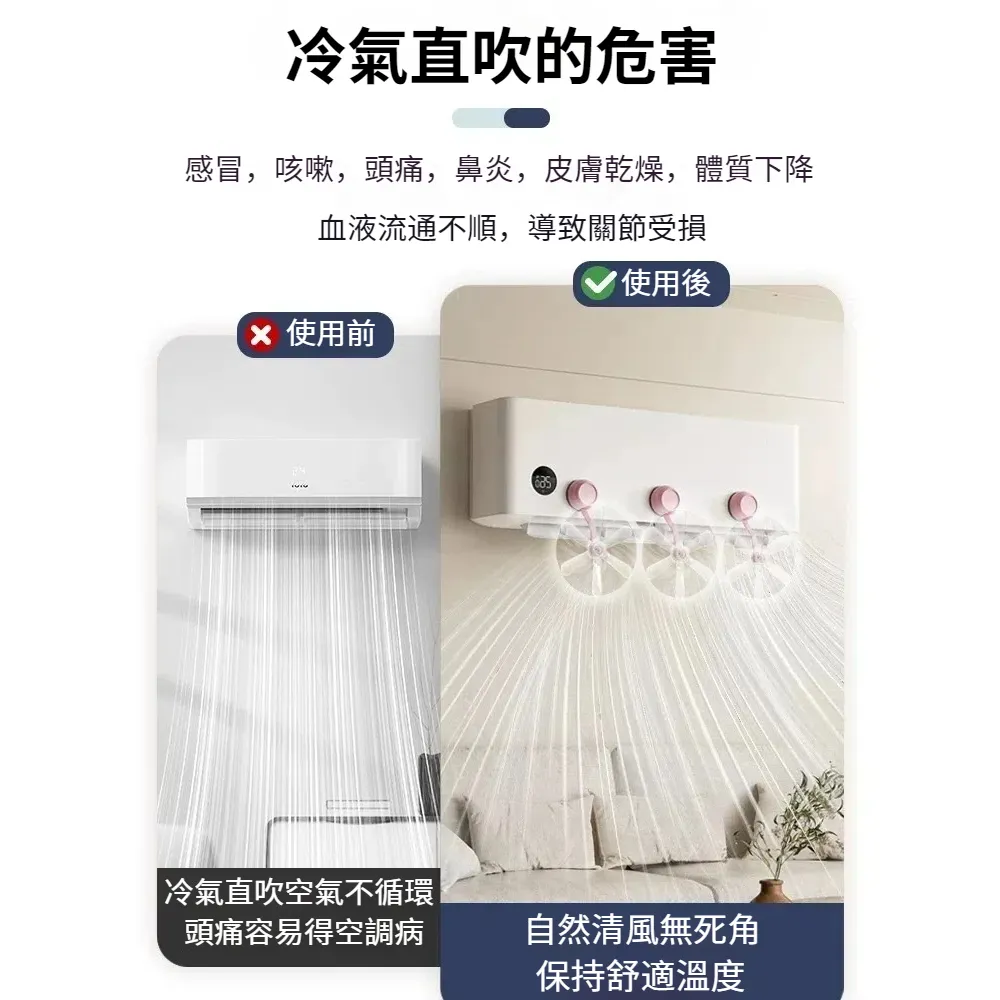 冷氣直吹的危害
感冒，咳嗽，頭痛，鼻炎，皮膚乾燥，體質下降
血液流通不順，導致關節受損
使用後
使用前
冷氣直吹空氣不循環
頭痛容易得空調病
自然清風無死角
保持舒適溫度